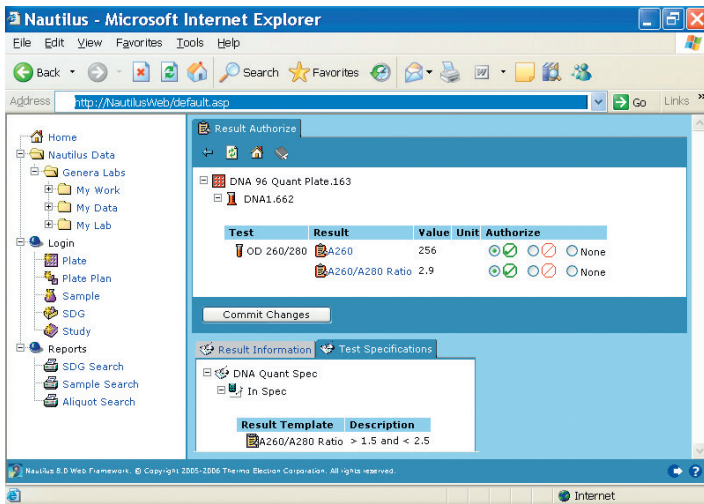 Nautilus - Microsoft Internet Explorer
File Edit View Favorites Tools Help
Back Search Favorites
Address http://NautilusWeb/default.asp Go Links »
Home
Nautilus Data
Genera Labs
My Work
My Data
My Lab
Login
Plate
Plate Plan
Sample
SDG
Study
Reports
SDG Search
Sample Search
Aliquot Search
Result Authorize
DNA 96 Quant Plate.163
DNA1.662
Test Result Value Unit Authorize
OD 260/280 A260 256 None
A260/A280 Ratio 2.9 None
Commit Changes
Result Information Test Specifications
DNA Quant Spec
In Spec
Result Template Description
A260/A280 Ratio > 1.5 and < 2.5
Nautilus 8.0 Web Framework. © Copyright 2005-2006 Thermo Election Corporation. All rights reserved.
Internet